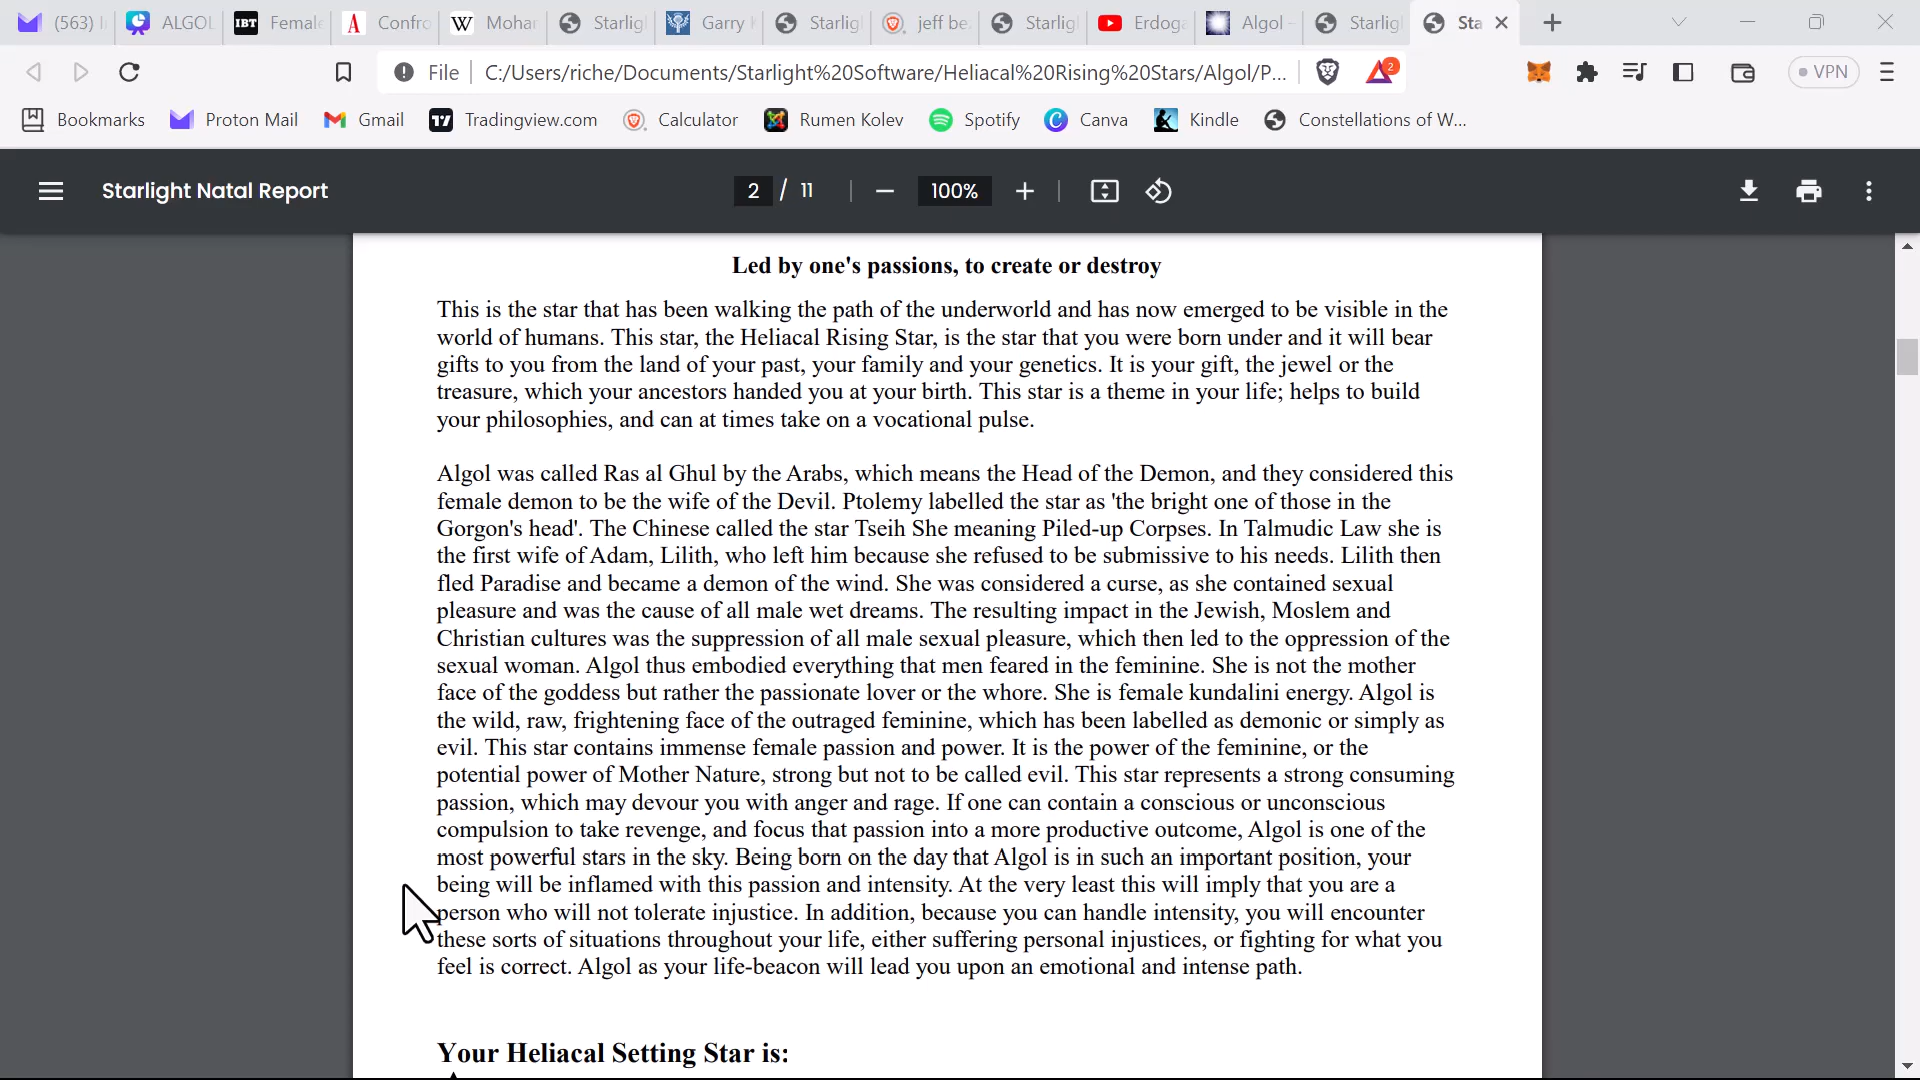 (563) I
ALGOL
IBT Female
Confro
W Mohan
Starlig
Garry K
Starlig
jeff be
Starlig
Erdoga
Algol -
Starlig
Sta
File
C:/Users/riche/Documents/Starlight%20Software/Heliacal%20Rising%20Stars/Algol/P...
2
VPN
Bookmarks
Proton Mail
Gmail
Tradingview.com
Calculator
Rumen Kolev
Spotify
Canva
Kindle
Constellations of W...
Starlight Natal Report
2 / 11
100%
Led by one's passions, to create or destroy
This is the star that has been walking the path of the underworld and has now emerged to be visible in the
world of humans. This star, the Heliacal Rising Star, is the star that you were born under and it will bear
gifts to you from the land of your past, your family and your genetics. It is your gift, the jewel or the
treasure, which your ancestors handed you at your birth. This star is a theme in your life; helps to build
your philosophies, and can at times take on a vocational pulse.
Algol was called Ras al Ghul by the Arabs, which means the Head of the Demon, and they considered this
female demon to be the wife of the Devil. Ptolemy labelled the star as 'the bright one of those in the
Gorgon's head'. The Chinese called the star Tseih She meaning Piled-up Corpses. In Talmudic Law she is
the first wife of Adam, Lilith, who left him because she refused to be submissive to his needs. Lilith then
fled Paradise and became a demon of the wind. She was considered a curse, as she contained sexual
pleasure and was the cause of all male wet dreams. The resulting impact in the Jewish, Moslem and
Christian cultures was the suppression of all male sexual pleasure, which then led to the oppression of the
sexual woman. Algol thus embodied everything that men feared in the feminine. She is not the mother
face of the goddess but rather the passionate lover or the whore. She is female kundalini energy. Algol is
the wild, raw, frightening face of the outraged feminine, which has been labelled as demonic or simply as
evil. This star contains immense female passion and power. It is the power of the feminine, or the
potential power of Mother Nature, strong but not to be called evil. This star represents a strong consuming
passion, which may devour you with anger and rage. If one can contain a conscious or unconscious
compulsion to take revenge, and focus that passion into a more productive outcome, Algol is one of the
most powerful stars in the sky. Being born on the day that Algol is in such an important position, your
being will be inflamed with this passion and intensity. At the very least this will imply that you are a
person who will not tolerate injustice. In addition, because you can handle intensity, you will encounter
these sorts of situations throughout your life, either suffering personal injustices, or fighting for what you
feel is correct. Algol as your life-beacon will lead you upon an emotional and intense path.
Your Heliacal Setting Star is: